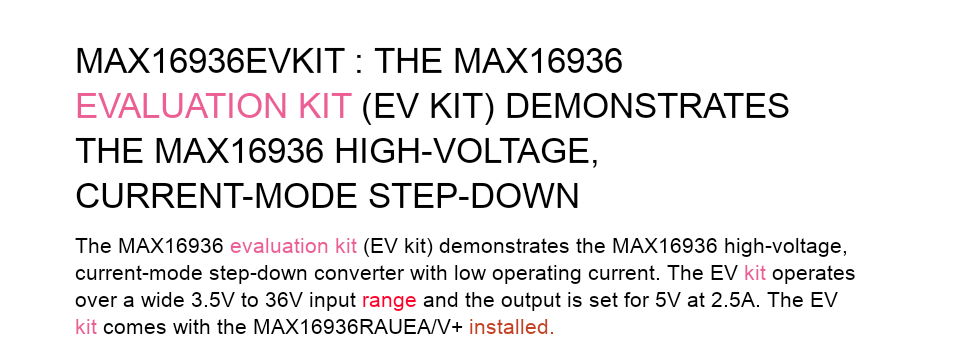 MAX16936EVKIT : THE MAX16936
EVALUATION KIT (EV KIT) DEMONSTRATES
THE MAX16936 HIGH-VOLTAGE,
CURRENT-MODE STEP-DOWN
The MAX16936 evaluation kit (EV kit) demonstrates the MAX16936 high-voltage,
current-mode step-down converter with low operating current. The EV kit operates
over a wide 3.5V to 36V input range and the output is set for 5V at 2.5A. The EV
kit comes with the MAX16936RAUEA/V+ installed.